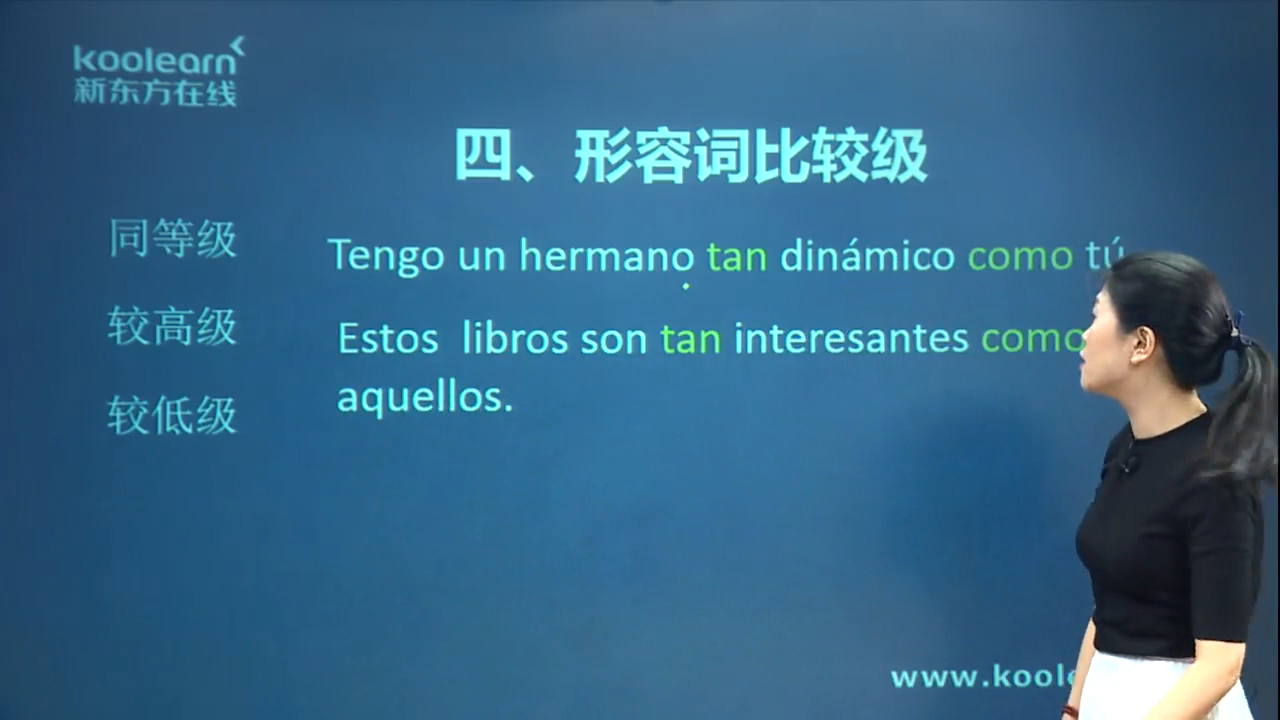 koolearn
新东方在线
四、形容词比较级
同等级
Tengo un hermano tan dinámico como tú
较高级
Estos libros son tan interesantes como
aquellos.
较低级
www.koole